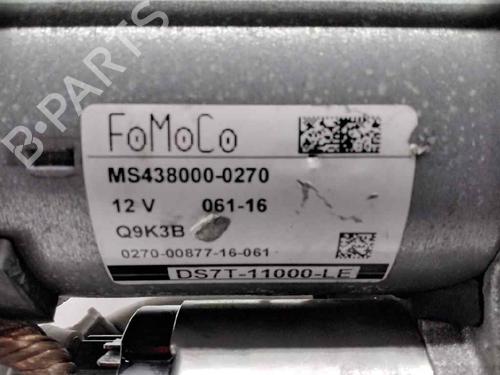 B-PARTS
FoMoCo
MS438000-0270
12 V 061-16
Q9K3B
0270-00877-16-061
DS7T-11000-LE